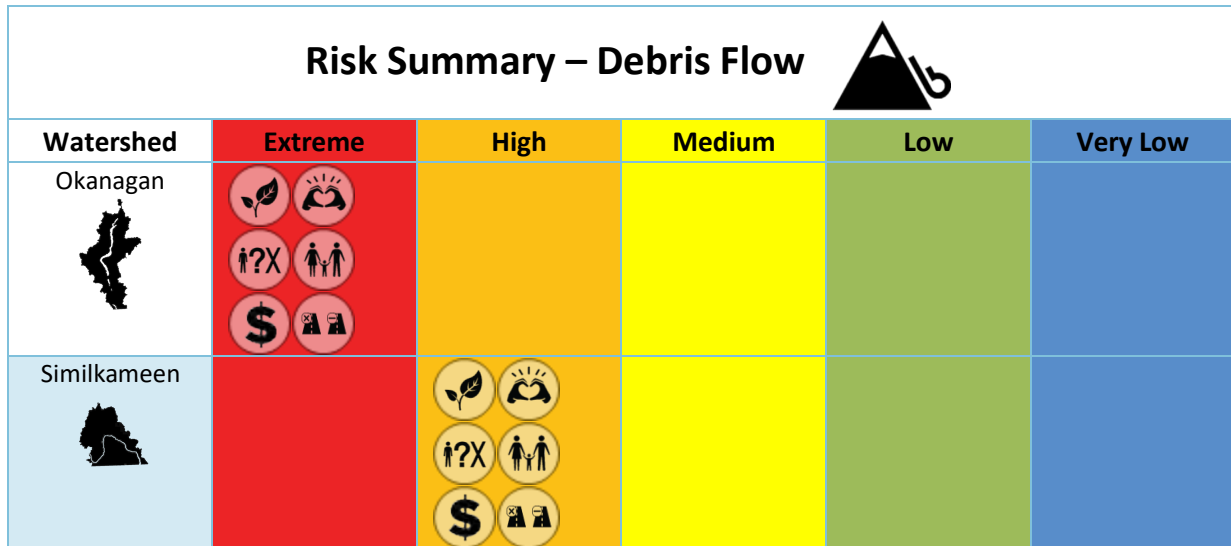 Risk Summary – Debris Flow
Watershed Extreme High Medium Low Very Low
Okanagan
?X
$
Similkameen
?X
$